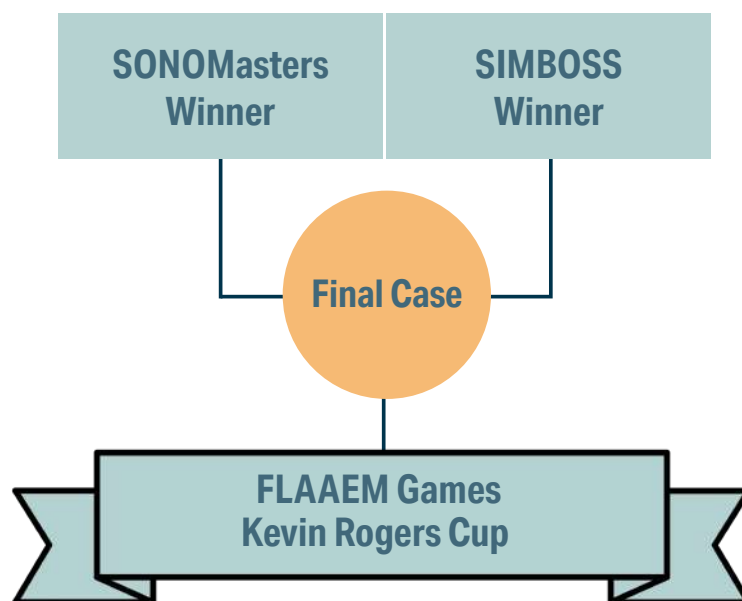 SONOMasters
Winner
SIMBOSS
Winner
Final Case
FLAAEM Games
Kevin Rogers Cup